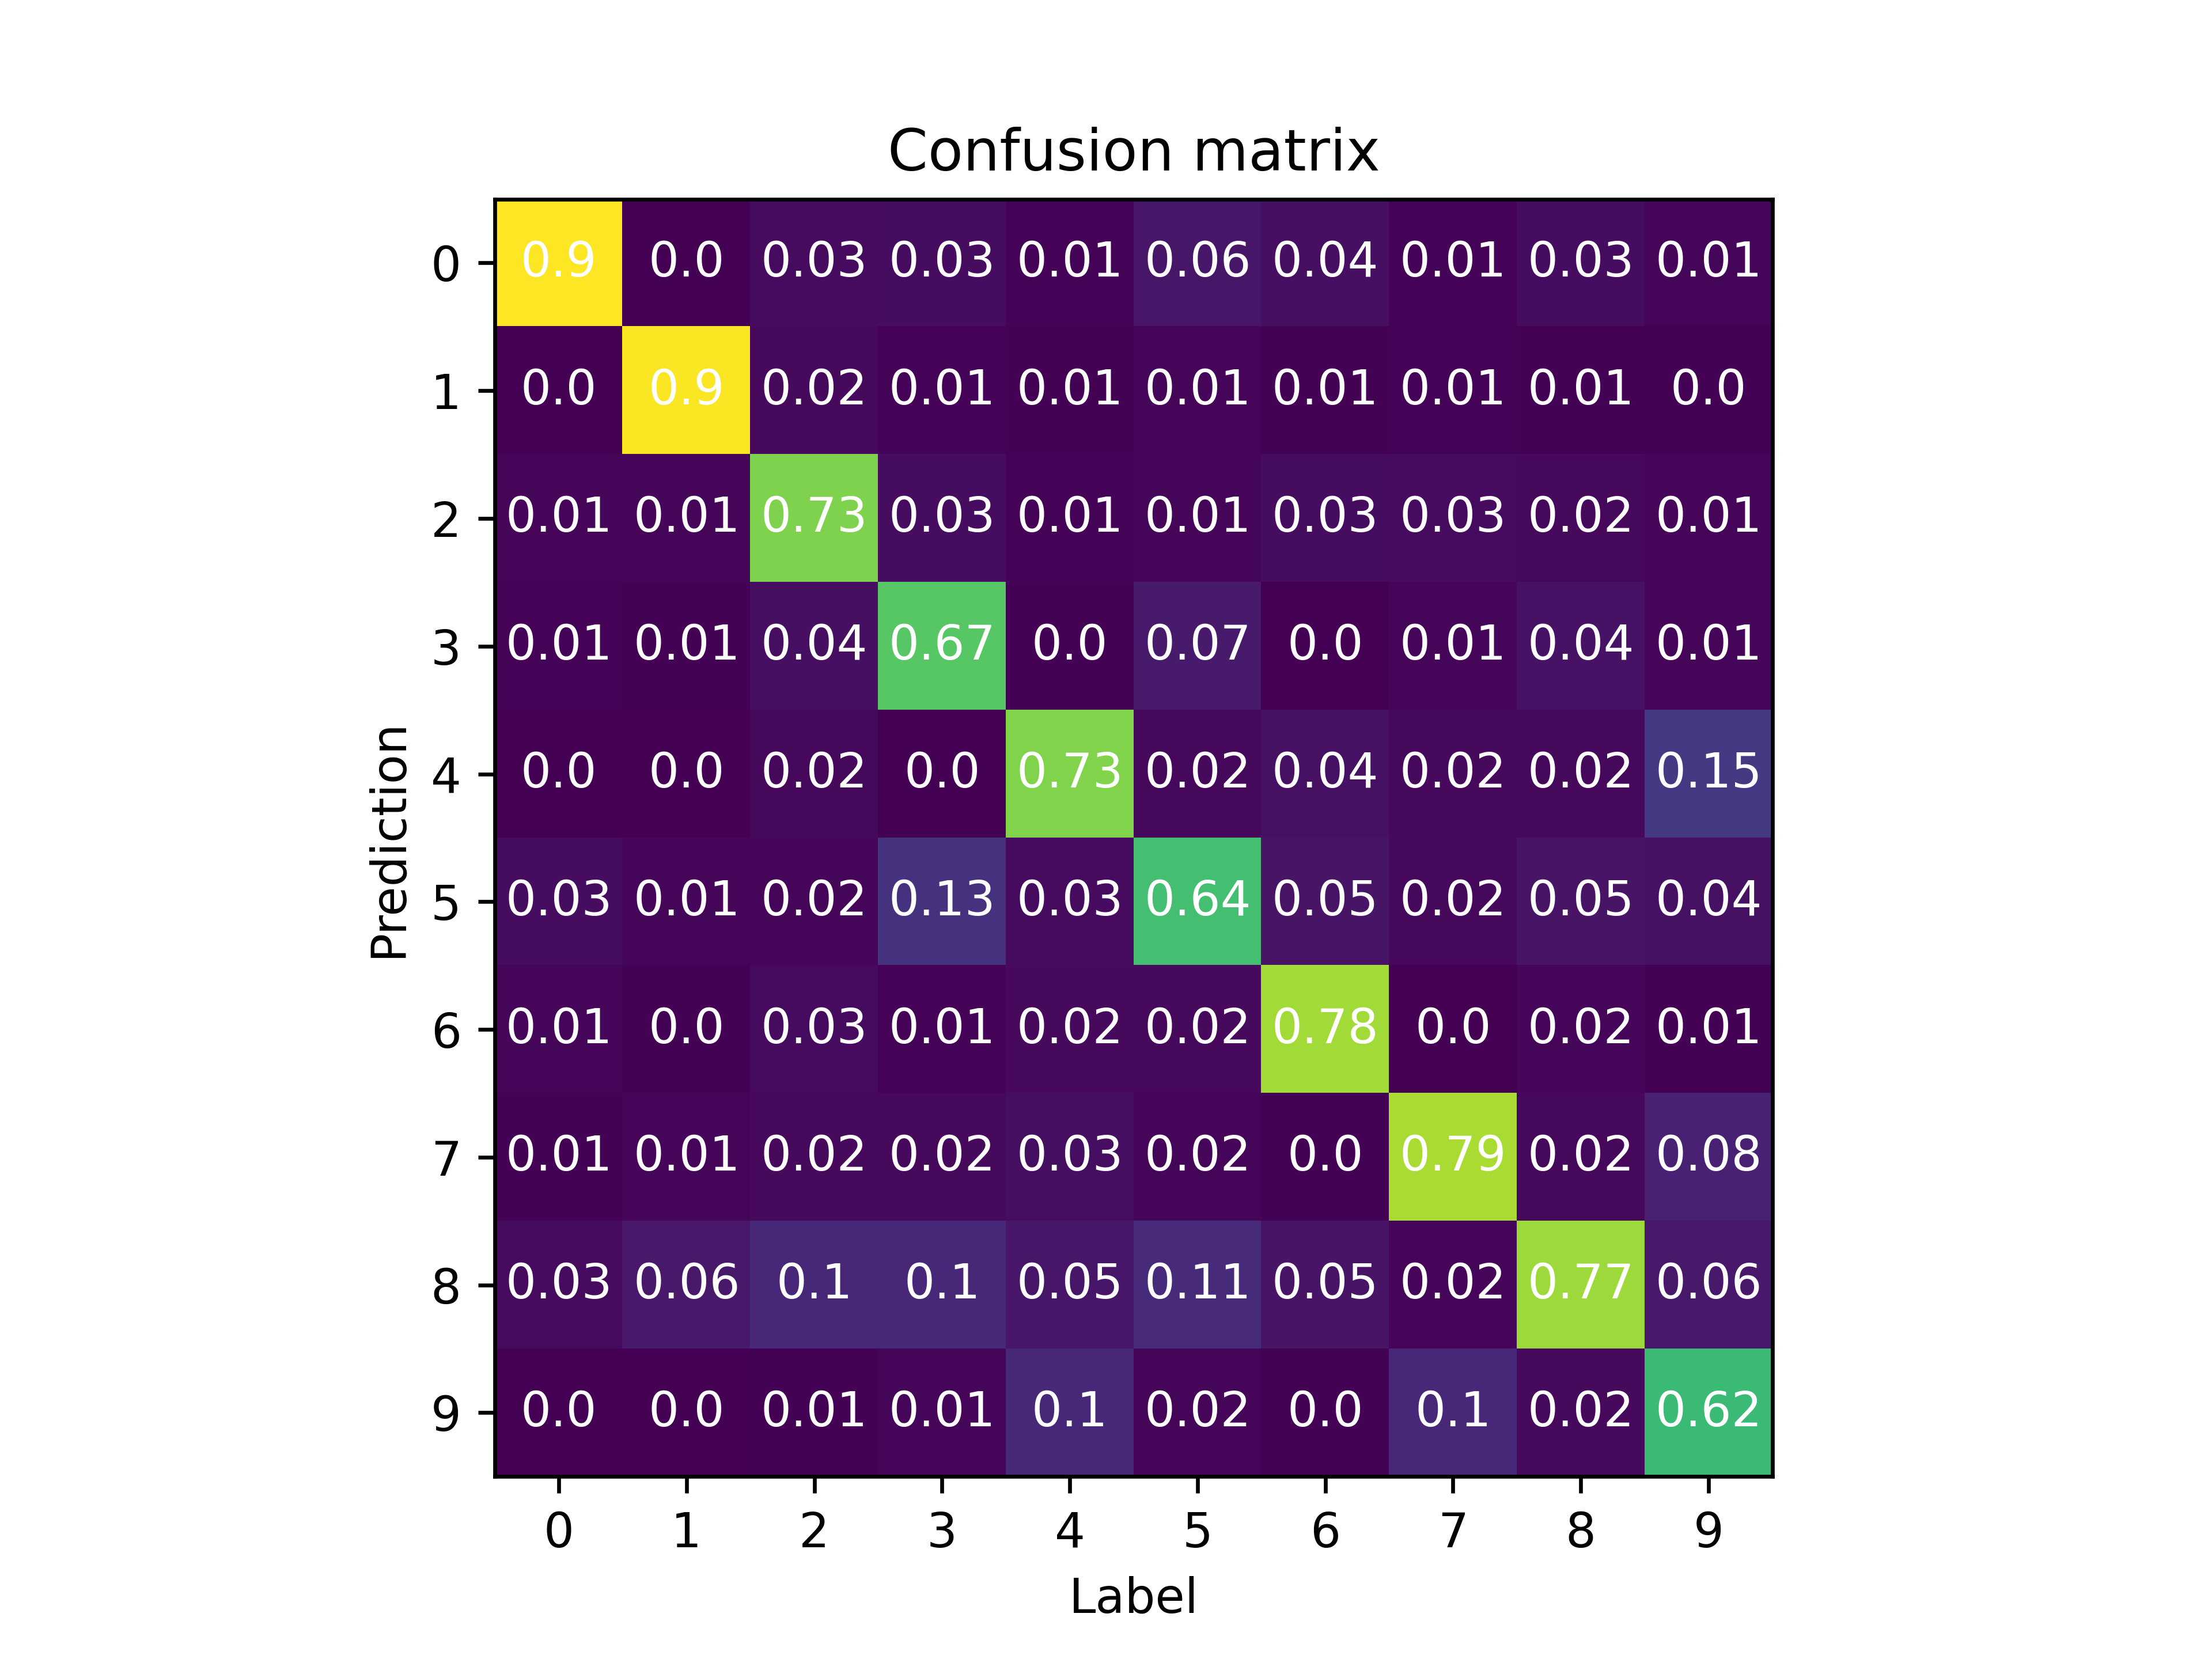 Confusion matrix
0 0.9 0.0 0.03 0.03 0.01 0.06 0.04 0.01 0.03 0.01
1 0.0 0.9 0.02 0.01 0.01 0.01 0.01 0.01 0.01 0.0
2 0.01 0.01 0.73 0.03 0.01 0.01 0.03 0.03 0.02 0.01
3 0.01 0.01 0.04 0.67 0.0 0.07 0.0 0.01 0.04 0.01
4 0.0 0.0 0.02 0.0 0.73 0.02 0.04 0.02 0.02 0.15
5 0.03 0.01 0.02 0.13 0.03 0.64 0.05 0.02 0.05 0.04
6 0.01 0.0 0.03 0.01 0.02 0.02 0.78 0.0 0.02 0.01
7 0.01 0.01 0.02 0.02 0.03 0.02 0.0 0.79 0.02 0.08
8 0.03 0.06 0.1 0.1 0.05 0.11 0.05 0.02 0.77 0.06
9 0.0 0.0 0.01 0.01 0.1 0.02 0.0 0.1 0.02 0.62
0 1 2 3 4 5 6 7 8 9
Label
Prediction